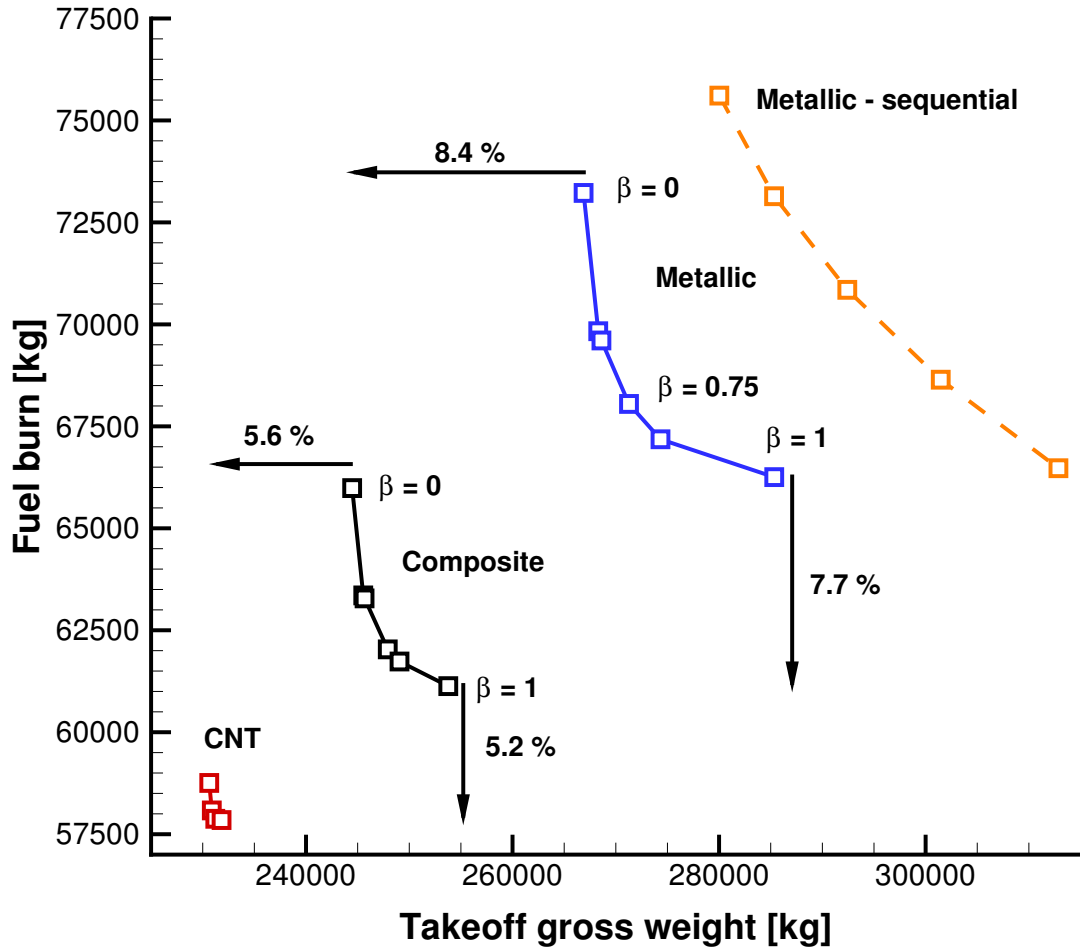 77500
Metallic - sequential
75000
8.4 %
β = 0
72500
Metallic
70000
β = 0.75
67500
5.6 %
β = 1
β = 0
65000
Composite
7.7 %
62500
β = 1
60000
CNT
5.2 %
57500
240000 260000 280000 300000
Takeoff gross weight [kg]
Fuel burn [kg]